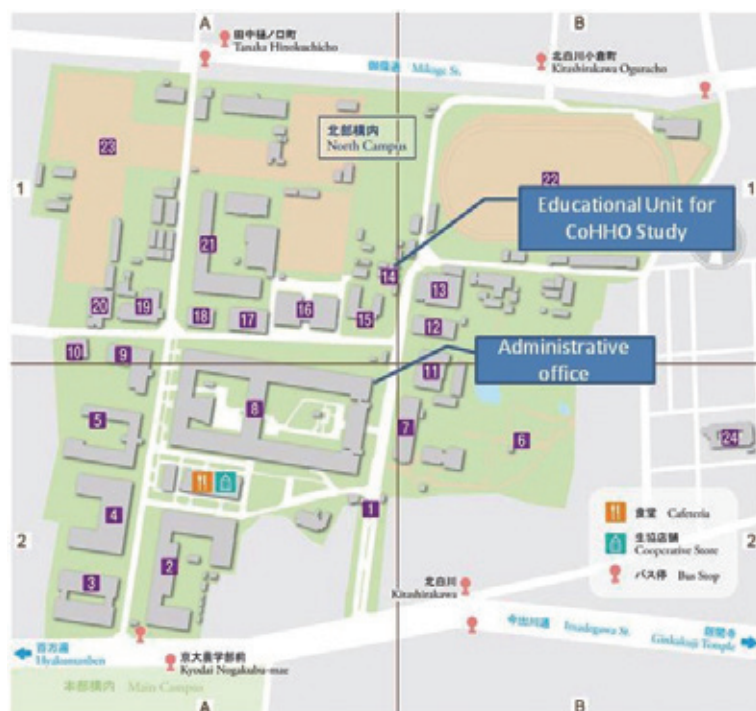 A
B
田中樋ノ口町
Tanaka Hinokuchicho
御蔭通 Mikage St.
北白川小倉町
Kitashirakawa Oguracho
北部構内
North Campus
23
1
1
22
Educational Unit for
CoHHO Study
21
14
13
20
19
18
17
16
15
12
10
9
11
Administrative
office
5
8
7
6
24
4
1
食堂 Cafeteria
生協店舗
Cooperative Store
バス停 Bus Stop
2
2
2
3
北白川
Kitashirakawa
今出川通 Imadegawa St.
銀閣寺
Ginkakuji Temple
百万遍
Hyakumanben
京大農学部前
Kyodai Nogakubu-mae
本部構内 Main Campus
A
B